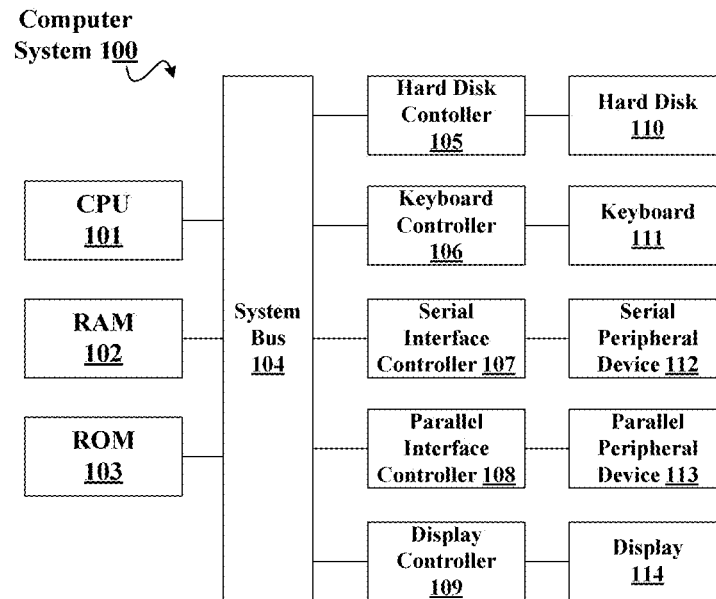 Computer
System 100
CPU
101
RAM
102
ROM
103
System
Bus
104
Hard Disk
Contoller
105
Hard Disk
110
Keyboard
Controller
106
Keyboard
111
Serial
Interface
Controller 107
Serial
Peripheral
Device 112
Parallel
Interface
Controller 108
Parallel
Peripheral
Device 113
Display
Controller
109
Display
114